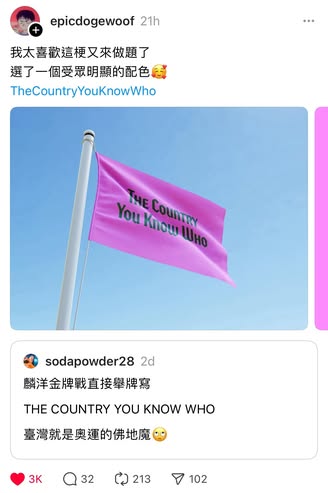 epicdogewoof 21h
我太喜歡這梗又來做題了
選了一個受眾明顯的配色🥰
TheCountryYouKnowWho
THE COUNTRY
YOU KNOW WHO
sodapowder28 2d
麟洋金牌戰直接舉牌寫
THE COUNTRY YOU KNOW WHO
臺灣就是奧運的佛地魔🙄
3K 32 213 102